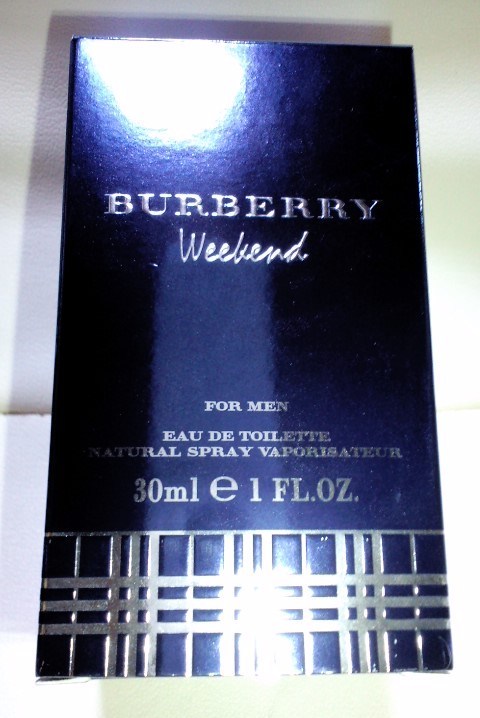 BURBERRY
Weekend
FOR MEN
EAU DE TOILETTE
NATURAL SPRAY VAPORISATEUR
30ml e 1 FL.OZ.